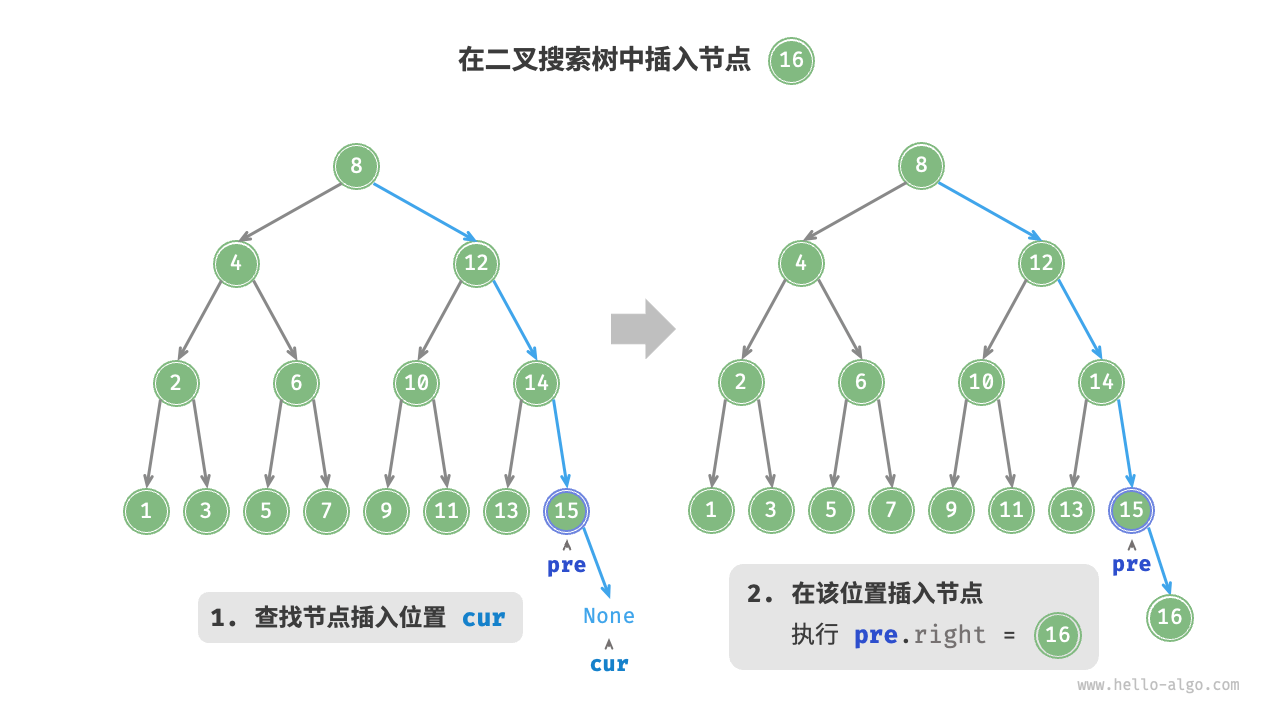 在二叉搜索树中插入节点 16
8
4 12
2 6 10 14
1 3 5 7 9 11 13 15
pre
None
cur
1. 查找节点插入位置 cur
8
4 12
2 6 10 14
1 3 5 7 9 11 13 15
pre
16
2. 在该位置插入节点
执行 pre.right = 16
www.hello-algo.com